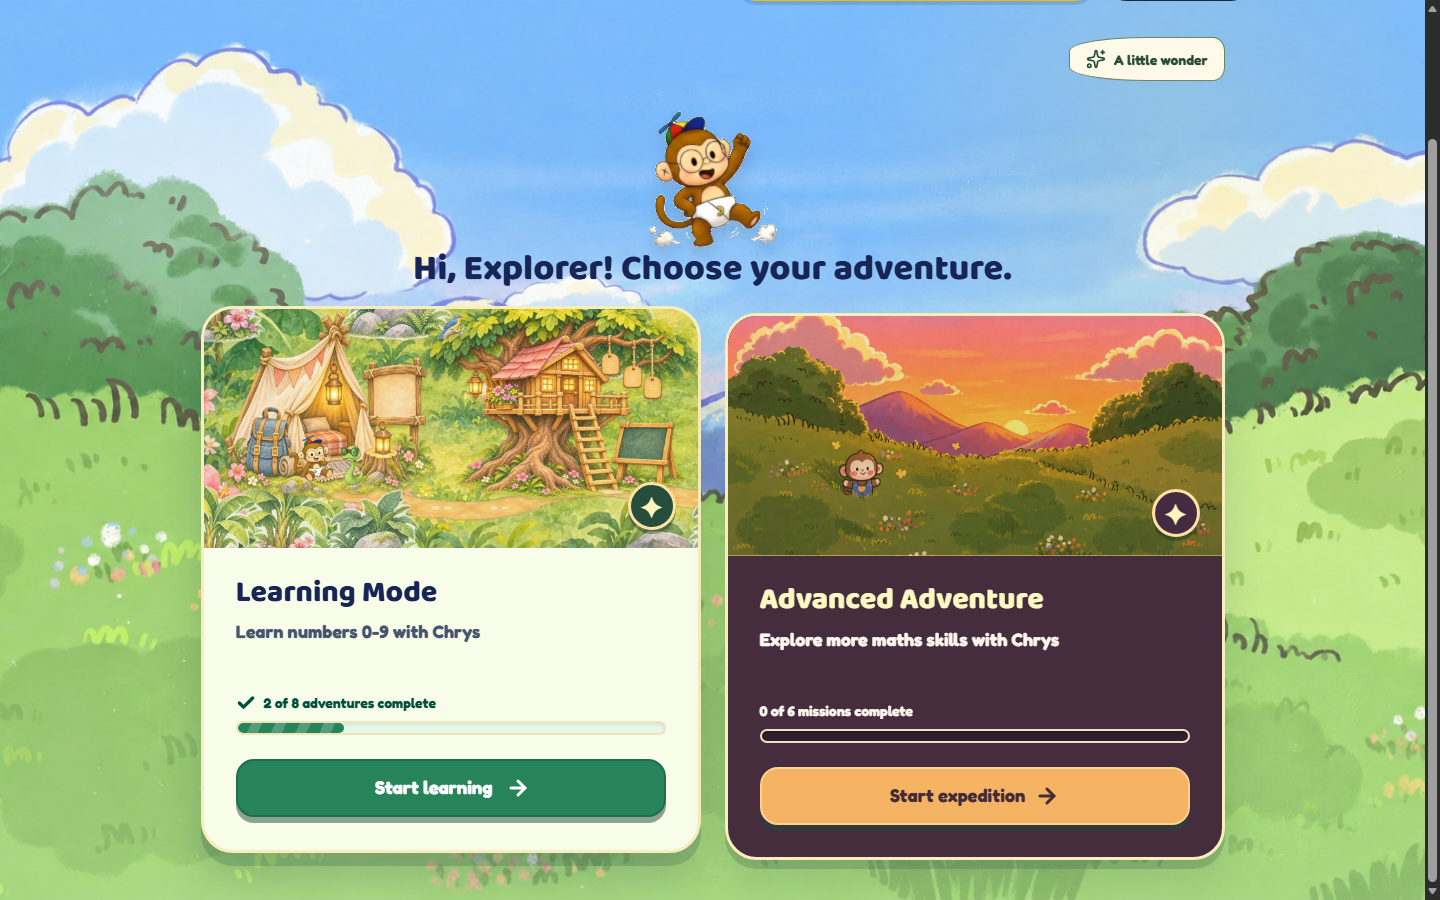 A little wonder
Hi, Explorer! Choose your adventure.
Learning Mode
Learn numbers 0-9 with Chrys
2 of 8 adventures complete
Start learning
Advanced Adventure
Explore more maths skills with Chrys
0 of 6 missions complete
Start expedition